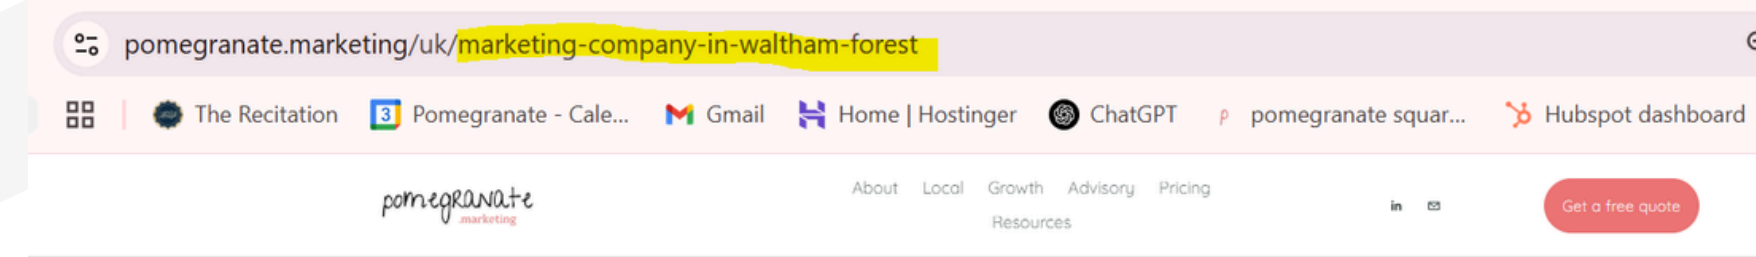 pomegranate.marketing/uk/marketing-company-in-waltham-forest
The Recitation Pomegranate - Cale... Gmail Home | Hostinger ChatGPT pomegranate squar... Hubspot dashboard
pomegranate
.marketing
About Local Growth Advisory Pricing
Resources
in
Get a free quote